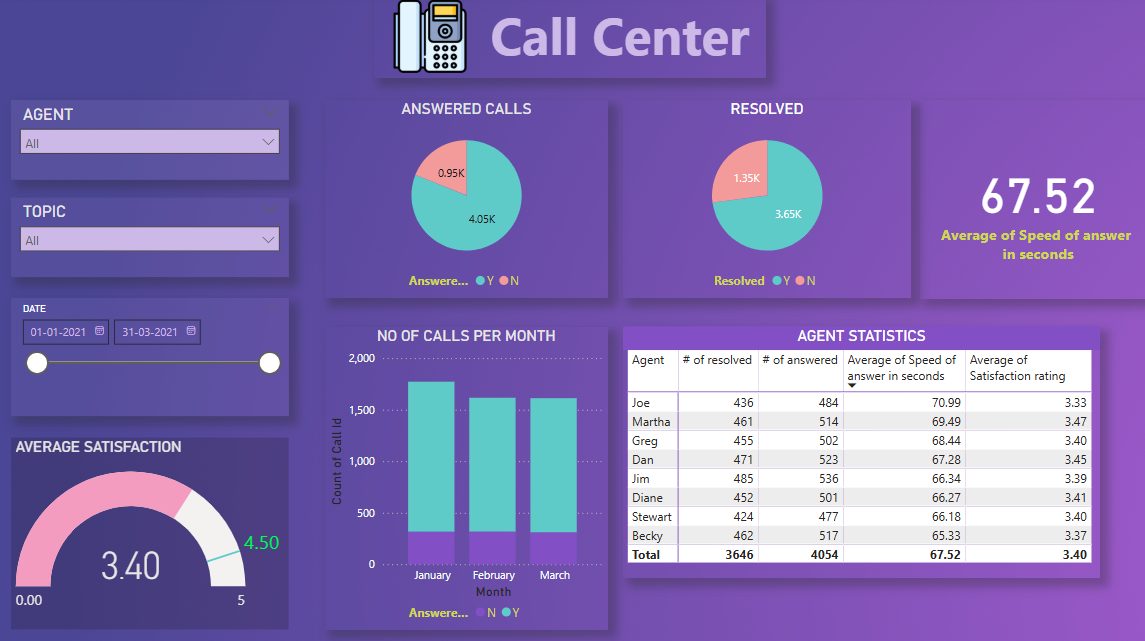 Call Center
AGENT
All
TOPIC
All
DATE
01-01-2021 31-03-2021
AVERAGE SATISFACTION
4.50
3.40
0.00 5
ANSWERED CALLS
0.95K
4.05K
Answere... Y N
RESOLVED
1.35K
3.65K
Resolved Y N
67.52
Average of Speed of answer
in seconds
NO OF CALLS PER MONTH
Count of Call Id
2,000
1,500
1,000
500
0
January February March
Month
Answere... N Y
AGENT STATISTICS
Agent # of resolved # of answered Average of Speed of Average of
answer in seconds Satisfaction rating
Joe 436 484 70.99 3.33
Martha 461 514 69.49 3.47
Greg 455 502 68.44 3.40
Dan 471 523 67.28 3.45
Jim 485 536 66.34 3.39
Diane 452 501 66.27 3.41
Stewart 424 477 66.18 3.40
Becky 462 517 65.33 3.37
Total 3646 4054 67.52 3.40